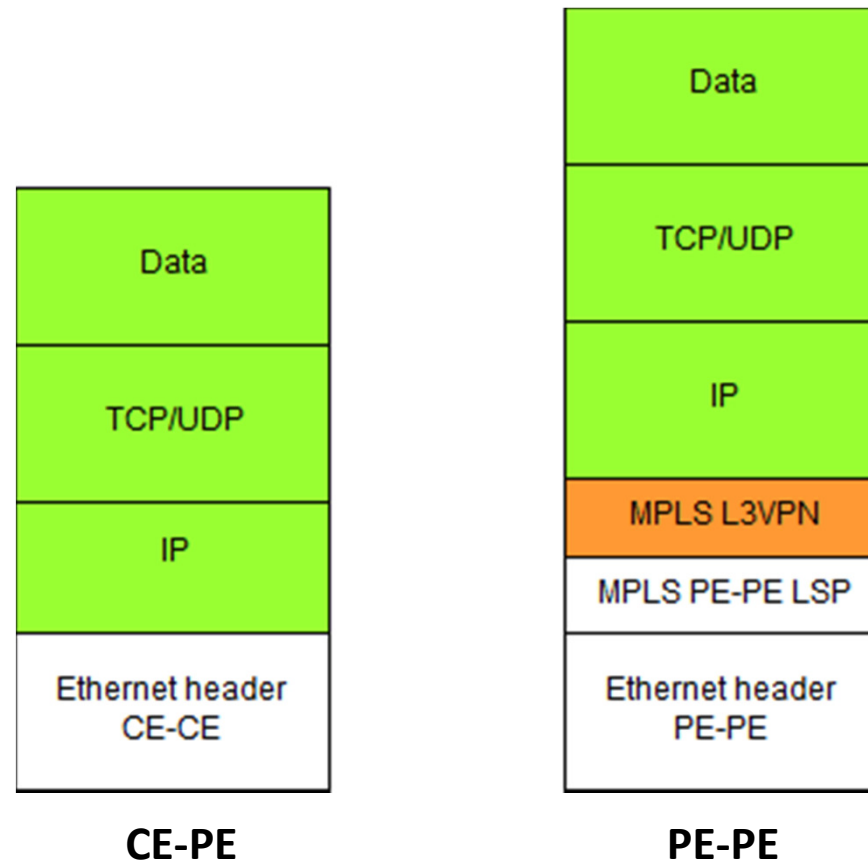 Data
TCP/UDP
IP
Ethernet header
CE-CE
CE-PE
Data
TCP/UDP
IP
MPLS L3VPN
MPLS PE-PE LSP
Ethernet header
PE-PE
PE-PE